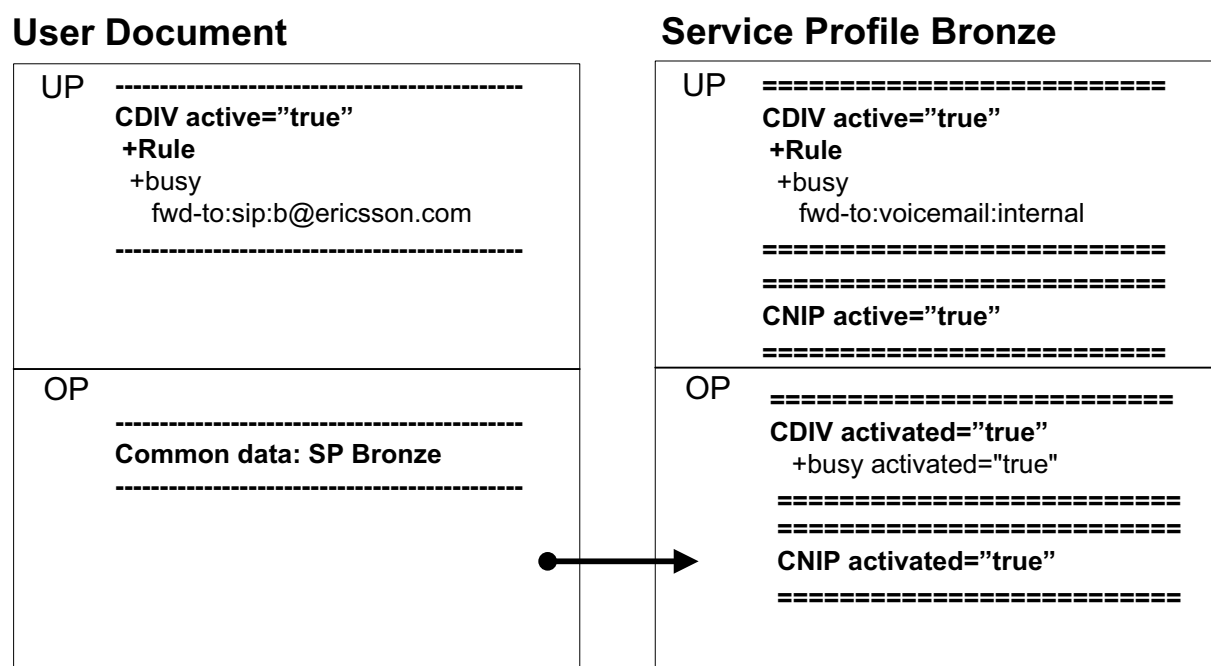 User Document
UP
CDIV active=”true”
+Rule
+busy
fwd-to:sip:b@ericsson.com
OP
Common data: SP Bronze
Service Profile Bronze
UP
CDIV active=”true”
+Rule
+busy
fwd-to:voicemail:internal
CNIP active=”true”
OP
CDIV activated=”true”
+busy activated="true"
CNIP activated=”true”